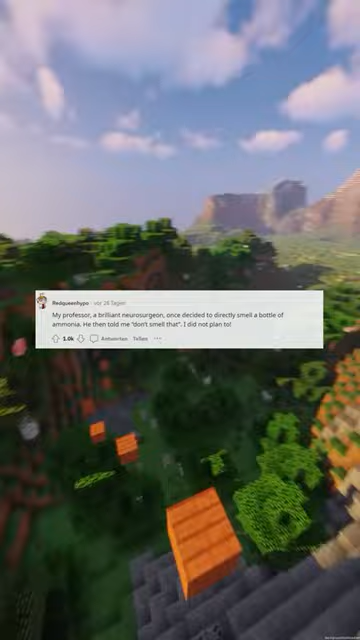 Redqueenhypo · vor 26 Tagen
My professor, a brilliant neurosurgeon, once decided to directly smell a bottle of
ammonia. He then told me "don't smell that". I did not plan to!
1.0k Antworten Teilen ...